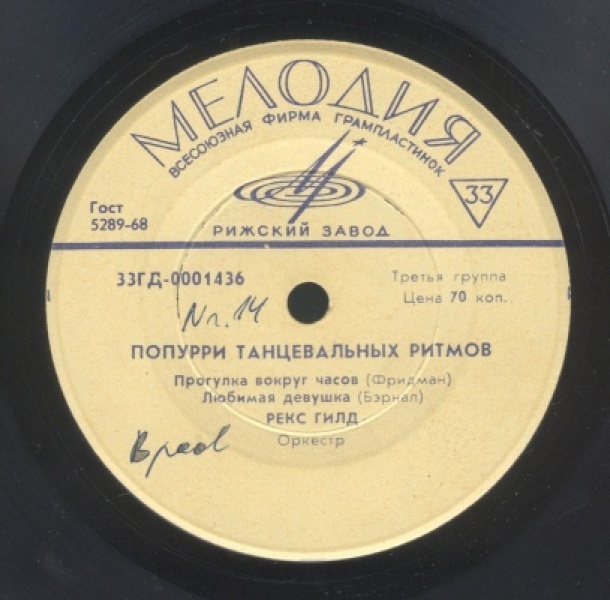 МЕЛОДИЯ
ВСЕСОЮЗНАЯ ФИРМА ГРАМПЛАСТИНОК
33
Гост
5289-68
РИЖСКИЙ ЗАВОД
33ГД-0001436
Третья группа
Цена 70 коп.
Nr. 14
ПОПУРРИ ТАНЦЕВАЛЬНЫХ РИТМОВ
Прогулка вокруг часов (Фридман)
Любимая девушка (Бэрнал)
РЕКС ГИЛД
Оркестр